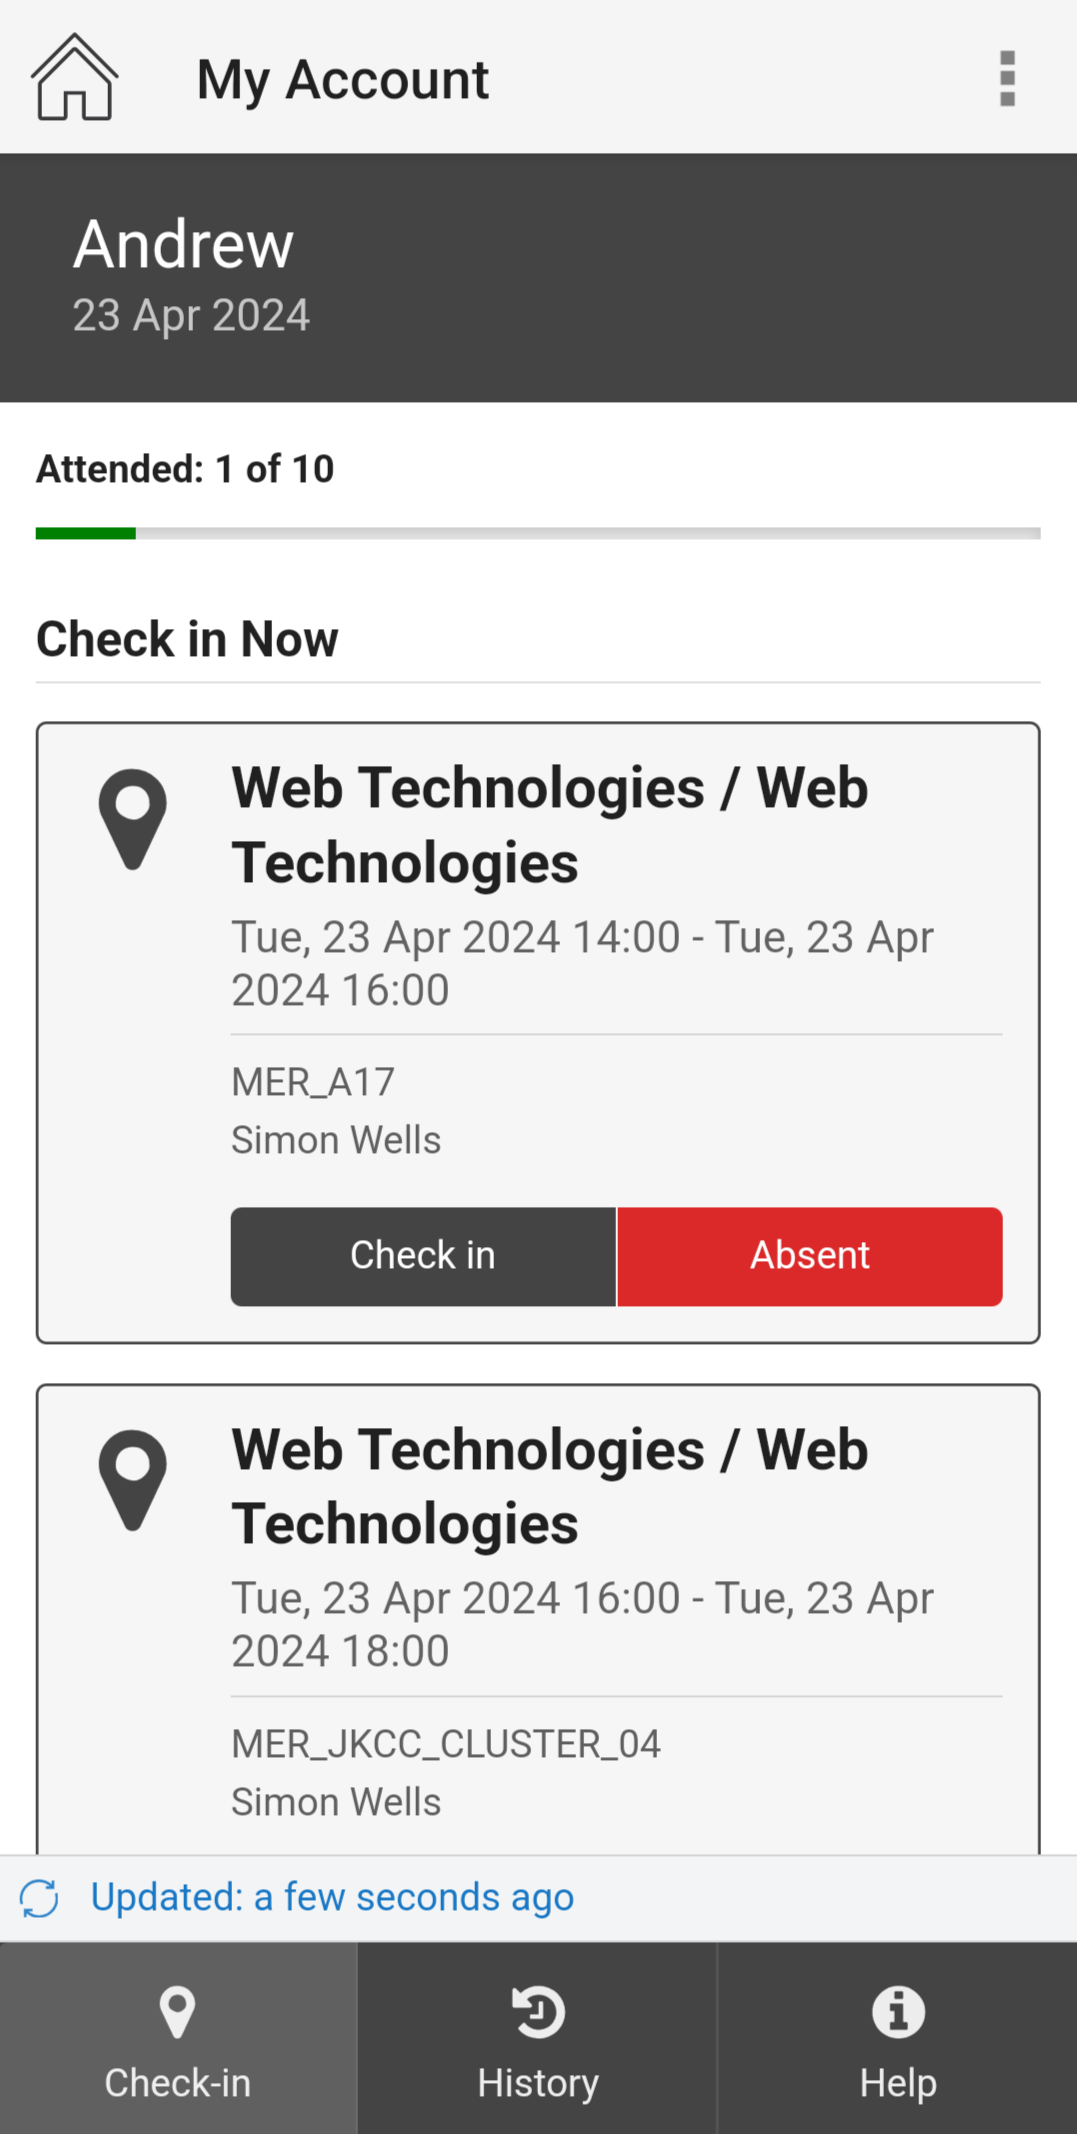 My Account
Andrew
23 Apr 2024
Attended: 1 of 10
Check in Now
Web Technologies / Web
Technologies
Tue, 23 Apr 2024 14:00 - Tue, 23 Apr
2024 16:00
MER_A17
Simon Wells
Check in
Absent
Web Technologies / Web
Technologies
Tue, 23 Apr 2024 16:00 - Tue, 23 Apr
2024 18:00
MER_JKCC_CLUSTER_04
Simon Wells
Updated: a few seconds ago
Check-in
History
Help